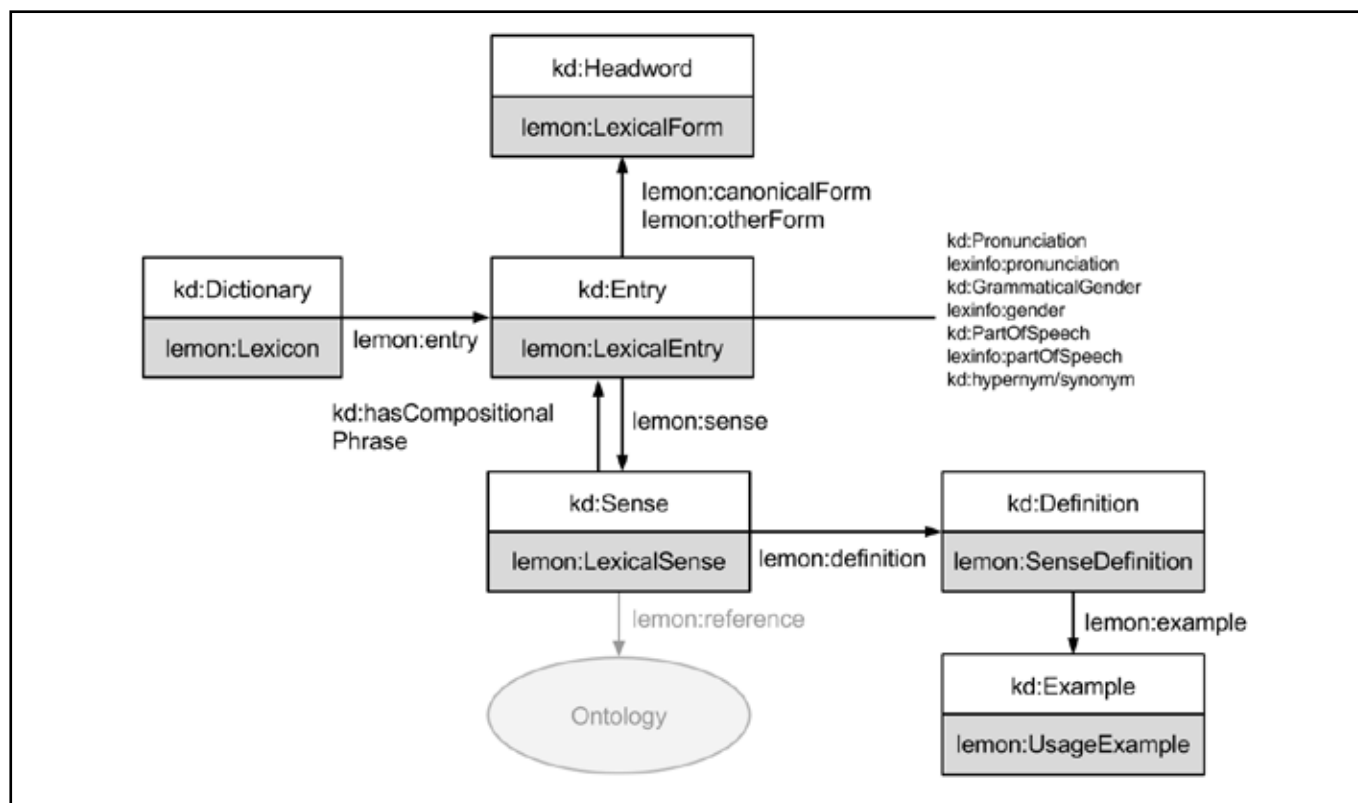 kd:Headword
lemon:LexicalForm
lemon:canonicalForm
lemon:otherForm
kd:Pronunciation
lexinfo:pronunciation
kd:GrammaticalGender
lexinfo:gender
kd:PartOfSpeech
lexinfo:partOfSpeech
kd:hypernym/synonym
kd:Dictionary
lemon:Lexicon
lemon:entry
kd:Entry
lemon:LexicalEntry
kd:hasCompositional
Phrase
lemon:sense
kd:Sense
lemon:LexicalSense
lemon:definition
kd:Definition
lemon:SenseDefinition
lemon:reference
lemon:example
Ontology
kd:Example
lemon:UsageExample